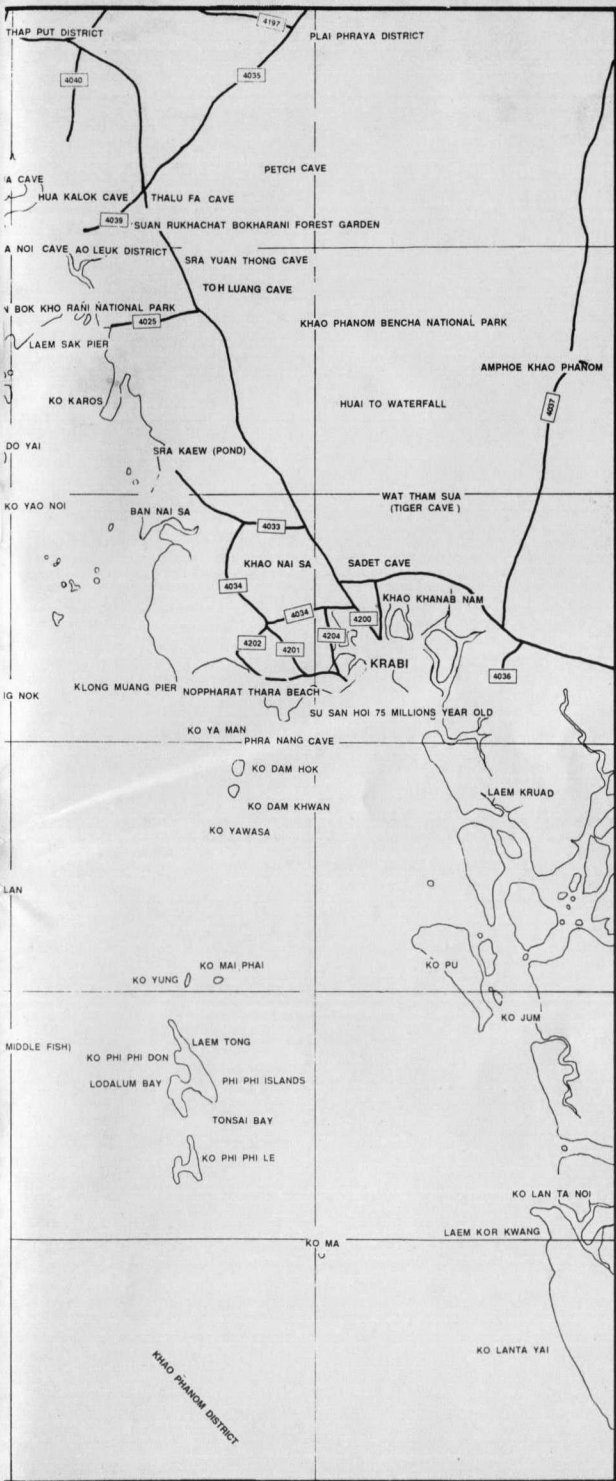 4197
THAP PUT DISTRICT
PLAI PHRAYA DISTRICT
4040
4035
PETCH CAVE
CAVE
HUA KALOK CAVE
THALU FA CAVE
4039
SUAN RUKHACHAT BOKHARANI FOREST GARDEN
A NOI CAVE
AO LEUK DISTRICT
SRA YUAN THONG CAVE
TOH LUANG CAVE
N BOK KHO RANI NATIONAL PARK
4025
KHAO PHANOM BENCHA NATIONAL PARK
LAEM SAK PIER
AMPHOE KHAO PHANOM
KO KAROS
HUAI TO WATERFALL
4037
DO YAI
)
SRA KAEW (POND)
WAT THAM SUA
(TIGER CAVE)
KO YAO NOI
BAN NAI SA
4033
KHAO NAI SA
SADET CAVE
4034
KHAO KHANAB NAM
4034
4200
4202
4201
4204
KRABI
4036
KLONG MUANG PIER
NOPPHARAT THARA BEACH
G NOK
SU SAN HOI 75 MILLIONS YEAR OLD
KO YA MAN
PHRA NANG CAVE
KO DAM HOK
LAEM KRUAD
KO DAM KHWAN
KO YAWASA
LAN
KO MAI PHAI
KO PU
KO YUNG
KO JUM
MIDDLE FISH)
LAEM TONG
KO PHI PHI DON
LODALUM BAY
PHI PHI ISLANDS
TONSAI BAY
KO PHI PHI LE
KO LAN TA NOI
LAEM KOR KWANG
KO MA
KO LANTA YAI
KHAO PHANOM DISTRICT